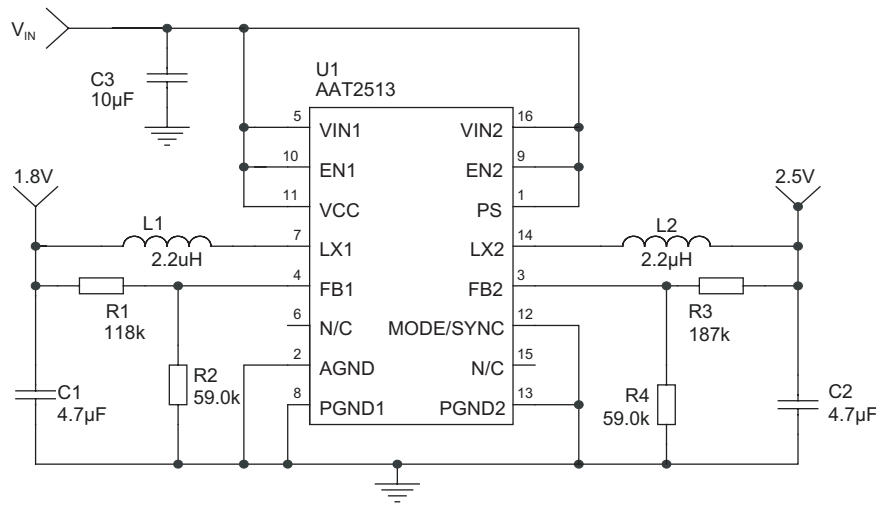 V_IN
C3
10µF
U1
AAT2513
5
VIN1
VIN2
16
10
EN1
EN2
9
11
VCC
PS
1
1.8V
2.5V
L1
2.2uH
7
LX1
LX2
14
L2
2.2µH
4
FB1
FB2
3
R1
118k
R3
187k
6
N/C
MODE/SYNC
12
2
AGND
N/C
15
8
PGND1
PGND2
13
R2
59.0k
R4
59.0k
C1
4.7µF
C2
4.7µF